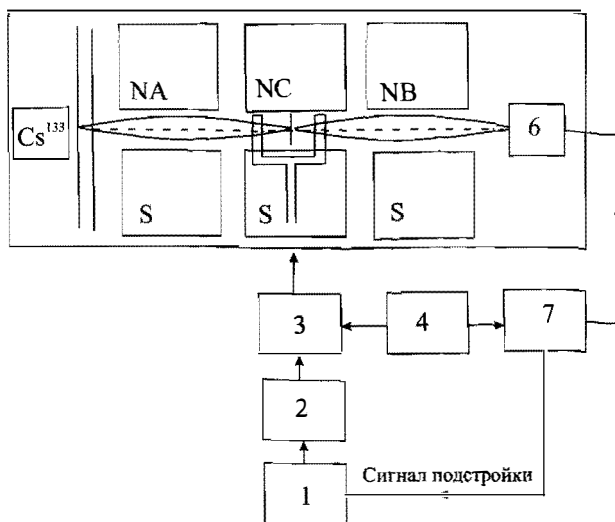 NA NC NB
Cs¹³³ 6
S S S
3 4 7
2
Сигнал подстройки
1